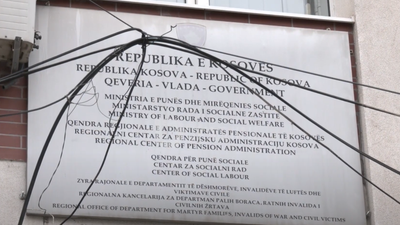 REPUBLIKA E KOSOVËS
REPUBLIKA KOSOVA - REPUBLIC OF KOSOVA
QEVERIA - VLADA - GOVERNMENT
MINISTRIA E PUNËS DHE MIRËQENIES SOCIALE
MINISTARSTVO RADA I SOCIALNE ZASTITE
MINISTRY OF LABOUR AND SOCIAL WELFARE
QENDRA REGJIONALE E ADMINISTRATËS PENSIONALE TË KOSOVËS
REGIONALNI CENTAR ZA PENZIJSKU ADMINISTRACIJU KOSOVA
REGIONAL CENTER OF PENSION ADMINISTRATION
QENDRA PËR PUNË SOCIALE
CENTAR ZA SOCIALNI RAD
CENTER OF SOCIAL LABOUR
ZYRA RAJONALE E DEPARTAMENTIT TË DËSHMORËVE, INVALIDËVE TË LUFTËS DHE
VIKTIMAVE CIVILE
REGIONALNA KANCELARIJA ZA DEPARTMAN PALIH BORACA, RATNIH INVALIDA I
CIVILNIH ŽRTAVA
REGIONAL OFFICE OF DEPARTMENT FOR MARTYR FAMILIES, INVALIDS OF WAR AND CIVIL VICTIMS